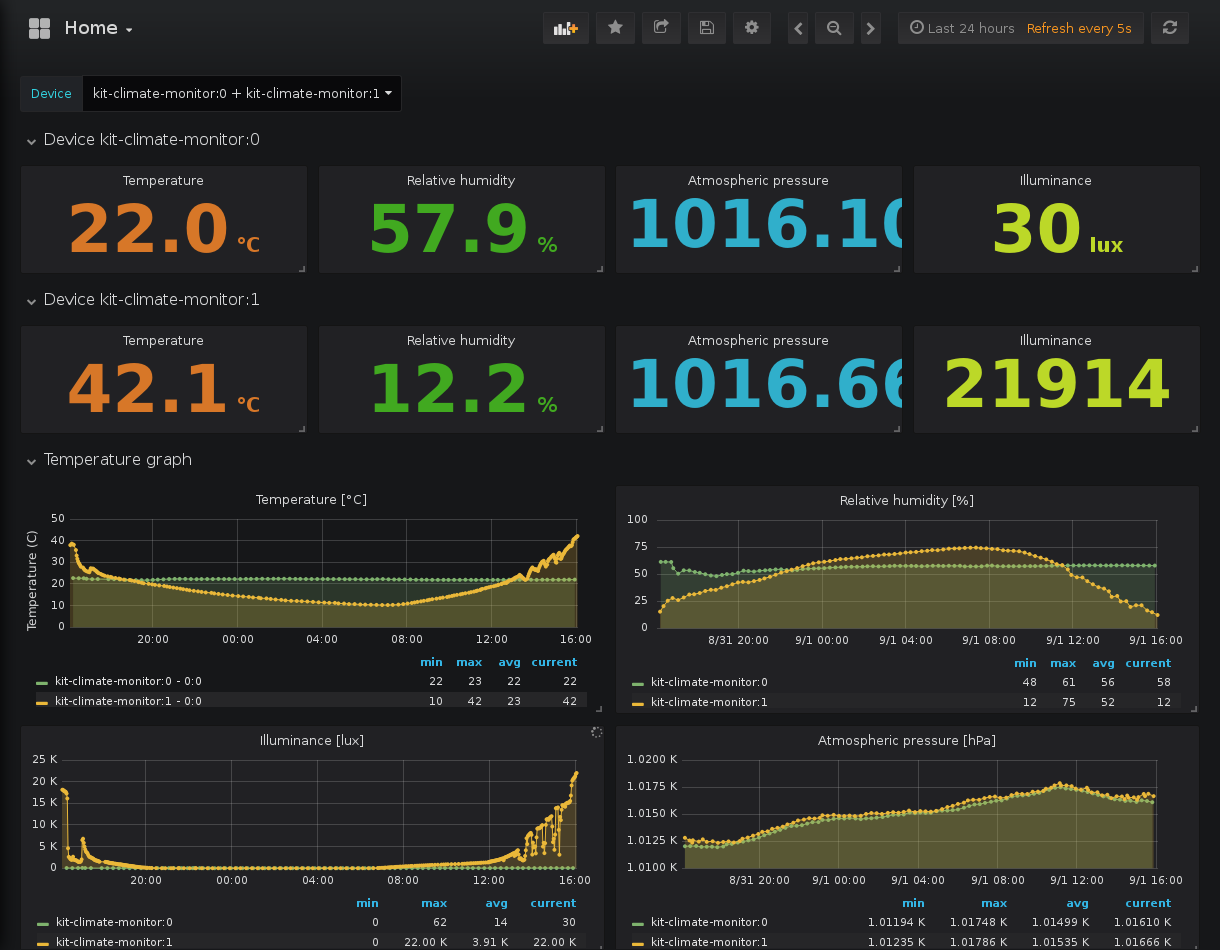 Home
Last 24 hours Refresh every 5s
Device kit-climate-monitor:0 + kit-climate-monitor:1
Device kit-climate-monitor:0
Temperature Relative humidity Atmospheric pressure Illuminance
22.0 °C 57.9 % 1016.10 30 lux
Device kit-climate-monitor:1
Temperature Relative humidity Atmospheric pressure Illuminance
42.1 °C 12.2 % 1016.66 21914
Temperature graph
Temperature [°C]
Temperature (C)
50
40
30
20
10
0
20:00 00:00 04:00 08:00 12:00 16:00
min max avg current
kit-climate-monitor:0 - 0:0 22 23 22 22
kit-climate-monitor:1 - 0:0 10 42 23 42
Relative humidity [%]
100
75
50
25
0
8/31 20:00 9/1 00:00 9/1 04:00 9/1 08:00 9/1 12:00 9/1 16:00
min max avg current
kit-climate-monitor:0 48 61 56 58
kit-climate-monitor:1 12 75 52 12
Illuminance [lux]
25 K
20 K
15 K
10 K
5 K
0
20:00 00:00 04:00 08:00 12:00 16:00
min max avg current
kit-climate-monitor:0 0 62 14 30
kit-climate-monitor:1 0 22.00 K 3.91 K 22.00 K
Atmospheric pressure [hPa]
1.0200 K
1.0175 K
1.0150 K
1.0125 K
1.0100 K
8/31 20:00 9/1 00:00 9/1 04:00 9/1 08:00 9/1 12:00 9/1 16:00
min max avg current
kit-climate-monitor:0 1.01194 K 1.01748 K 1.01499 K 1.01610 K
kit-climate-monitor:1 1.01235 K 1.01786 K 1.01535 K 1.01666 K